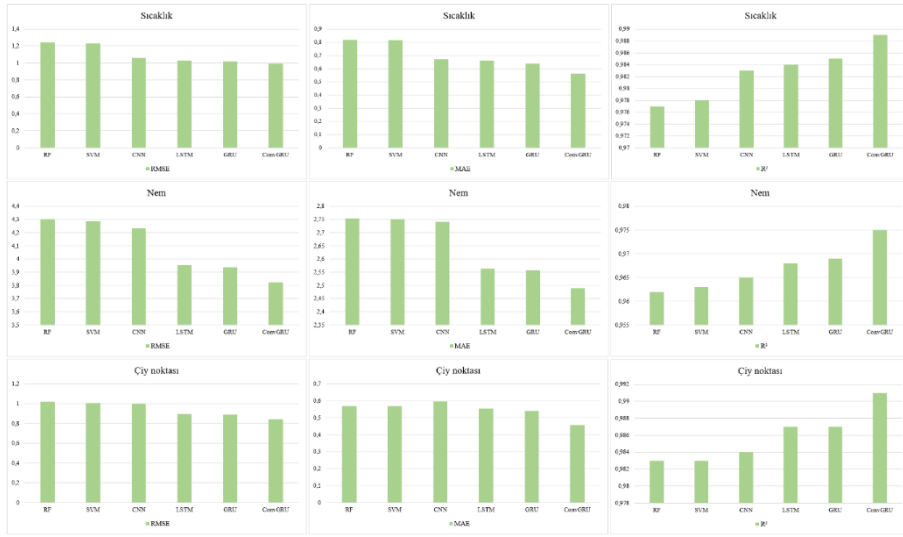 Sıcaklık
1,4
1,2
1
0,8
0,6
0,4
0,2
0
RF SVM CNN LSTM GRU ConvGRU
RMSE
Sıcaklık
0,9
0,8
0,7
0,6
0,5
0,4
0,3
0,2
0,1
0
RF SVM CNN LSTM GRU ConvGRU
MAE
Sıcaklık
0,99
0,988
0,986
0,984
0,982
0,98
0,978
0,976
0,974
0,972
0,97
RF SVM CNN LSTM GRU ConvGRU
R²
Nem
4,4
4,3
4,2
4,1
4
3,9
3,8
3,7
3,6
3,5
RF SVM CNN LSTM GRU ConvGRU
RMSE
Nem
2,8
2,75
2,7
2,65
2,6
2,55
2,5
2,45
2,4
2,35
RF SVM CNN LSTM GRU ConvGRU
MAE
Nem
0,98
0,975
0,97
0,965
0,96
0,955
RF SVM CNN LSTM GRU ConvGRU
R²
Çiy noktası
1,2
1
0,8
0,6
0,4
0,2
0
RF SVM CNN LSTM GRU ConvGRU
RMSE
Çiy noktası
0,7
0,6
0,5
0,4
0,3
0,2
0,1
0
RF SVM CNN LSTM GRU ConvGRU
MAE
Çiy noktası
0,992
0,99
0,988
0,986
0,984
0,982
0,98
0,978
RF SVM CNN LSTM GRU ConvGRU
R²